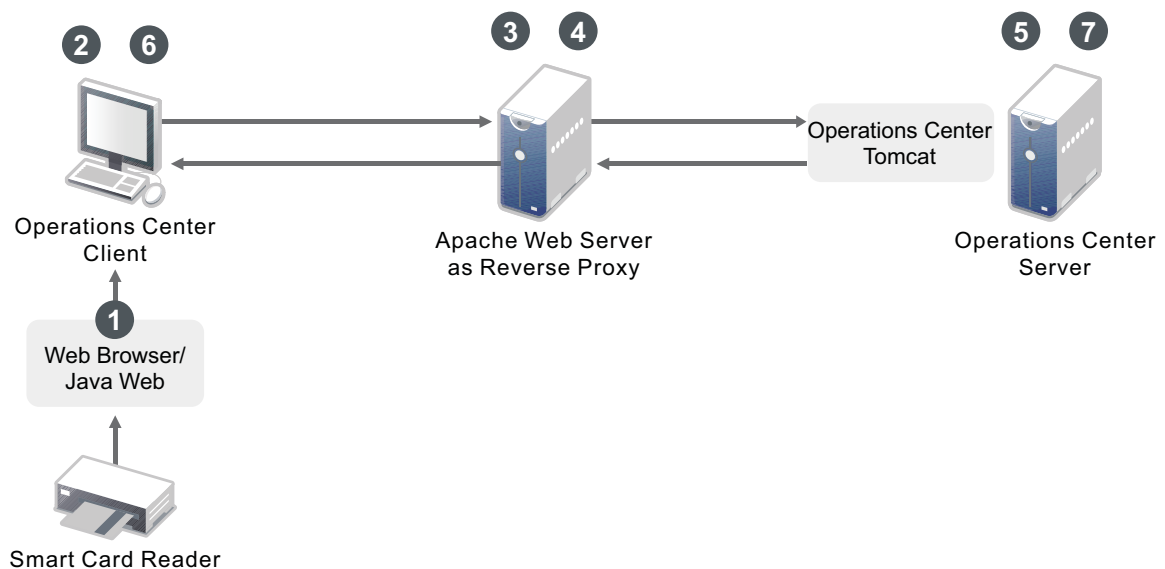 2
6
3
4
5
7
Operations Center
Tomcat
Operations Center
Client
Apache Web Server
as Reverse Proxy
Operations Center
Server
1
Web Browser/
Java Web
Smart Card Reader